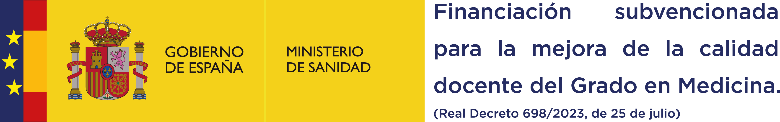 GOBIERNO
DE ESPAÑA
MINISTERIO
DE SANIDAD
Financiación subvencionada
para la mejora de la calidad
docente del Grado en Medicina.
(Real Decreto 698/2023, de 25 de julio)